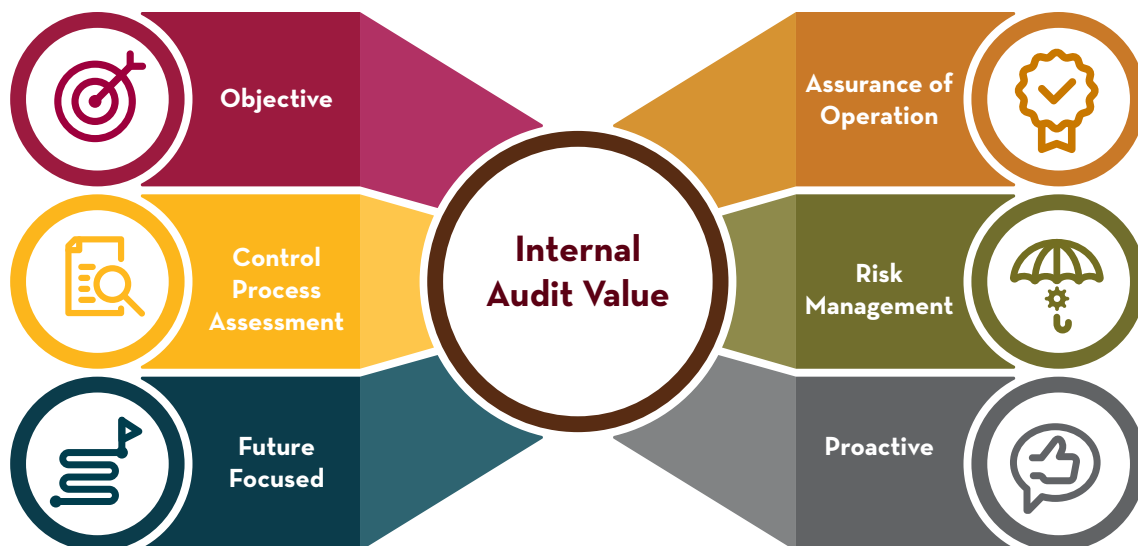 Objective
Control
Process
Assessment
Future
Focused
Internal
Audit Value
Assurance of
Operation
Risk
Management
Proactive